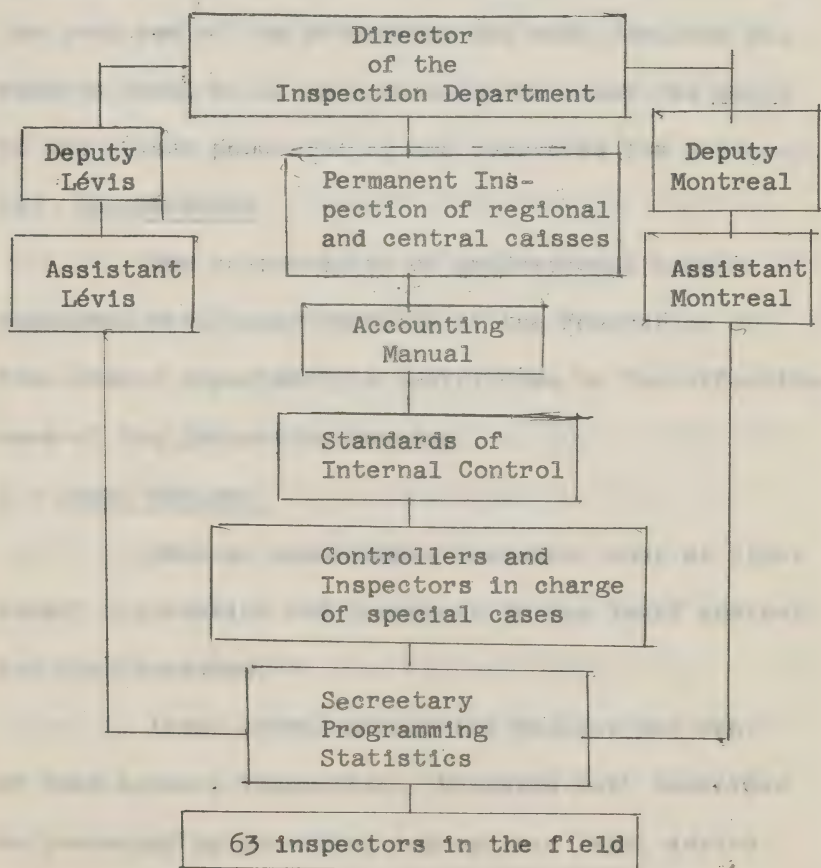 Director
of the
Inspection Department
Deputy
Lévis
Deputy
Montreal
Permanent Ins-
pection of regional
and central caisses
Assistant
Lévis
Assistant
Montreal
Accounting
Manual
Standards of
Internal Control
Controllers and
Inspectors in charge
of special cases
Secreetary
Programming
Statistics
63 inspectors in the field